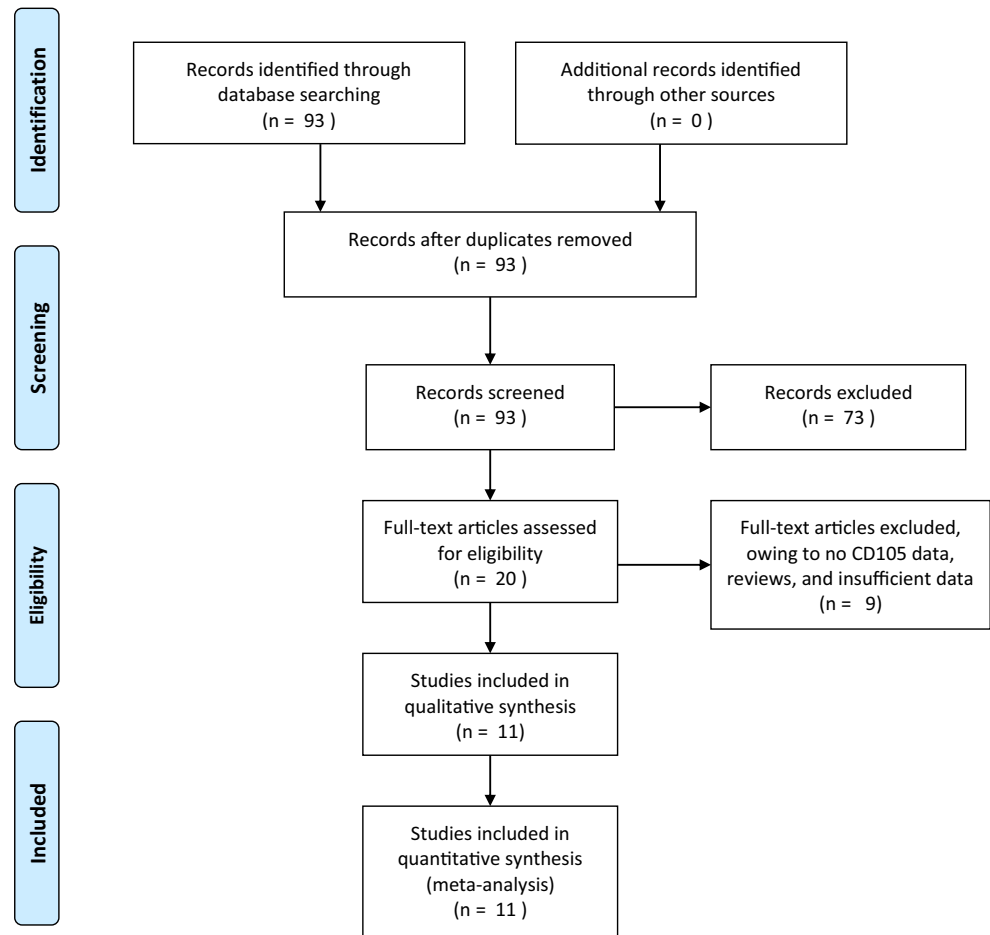 Identification
Records identified through
database searching
(n = 93 )
Additional records identified
through other sources
(n = 0 )
Records after duplicates removed
(n = 93 )
Screening
Records screened
(n = 93 )
Records excluded
(n = 73 )
Eligibility
Full-text articles assessed
for eligibility
(n = 20 )
Full-text articles excluded,
owing to no CD105 data,
reviews, and insufficient data
(n = 9)
Studies included in
qualitative synthesis
(n = 11)
Included
Studies included in
quantitative synthesis
(meta-analysis)
(n = 11 )